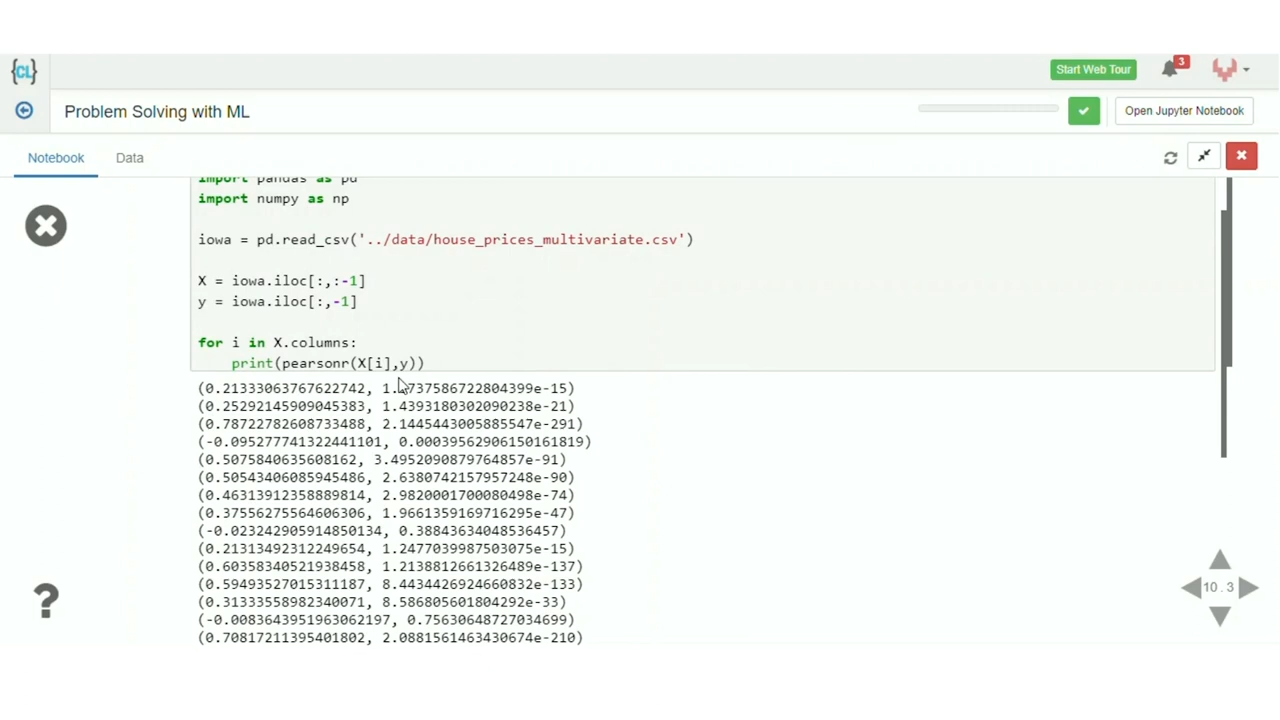 {CL}
Start Web Tour
3
Problem Solving with ML
Open Jupyter Notebook
Notebook
Data
import pandas as pd
import numpy as np
iowa = pd.read_csv('../data/house_prices_multivariate.csv')
X = iowa.iloc[:,:-1]
y = iowa.iloc[:,-1]
for i in X.columns:
print(pearsonr(X[i],y))
(0.21333063767622742,
(0.25292145909045383, 1.4393180302090238e-21)
(0.78722782608733488, 2.1445443005885547e-291)
(-0.095277741322441101, 0.00039562906150161819)
(0.5075840635608162, 3.4952090879764857e-91)
(0.50543406085945486, 2.6380742157957248e-90)
(0.46313912358889814, 2.9820001700080498e-74)
(0.37556275564606306, 1.9661359169716295e-47)
(-0.023242905914850134, 0.38843634048536457)
(0.21313492312249654, 1.2477039987503075e-15)
(0.60358340521938458, 1.2138812661326489e-137)
(0.59493527015311187, 8.4434426924660832e-133)
(0.31333558982340071, 8.586805601804292e-33)
(-0.0083643951963062197, 0.75630648727034699)
(0.70817211395401802, 2.0881561463430674e-210)
?
10 . 3